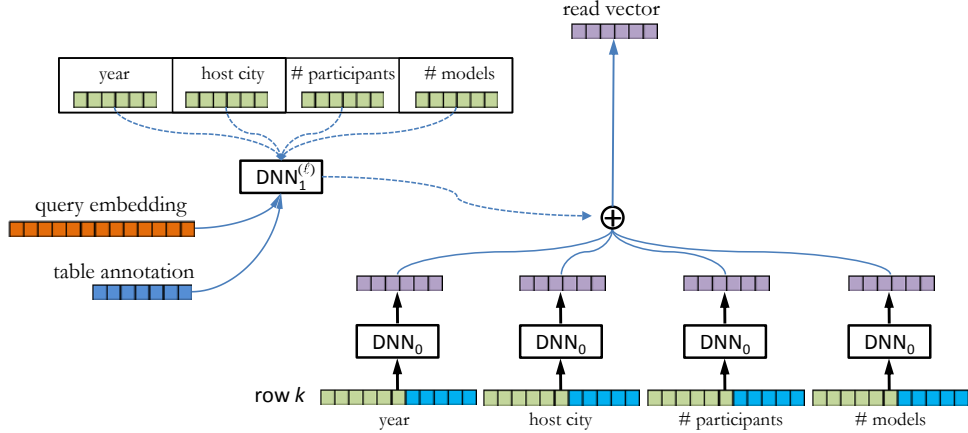 read vector
year host city # participants # models
DNN₁⁽ℓ⁾
query embedding
table annotation
DNN₀ DNN₀ DNN₀ DNN₀
row k
year host city # participants # models